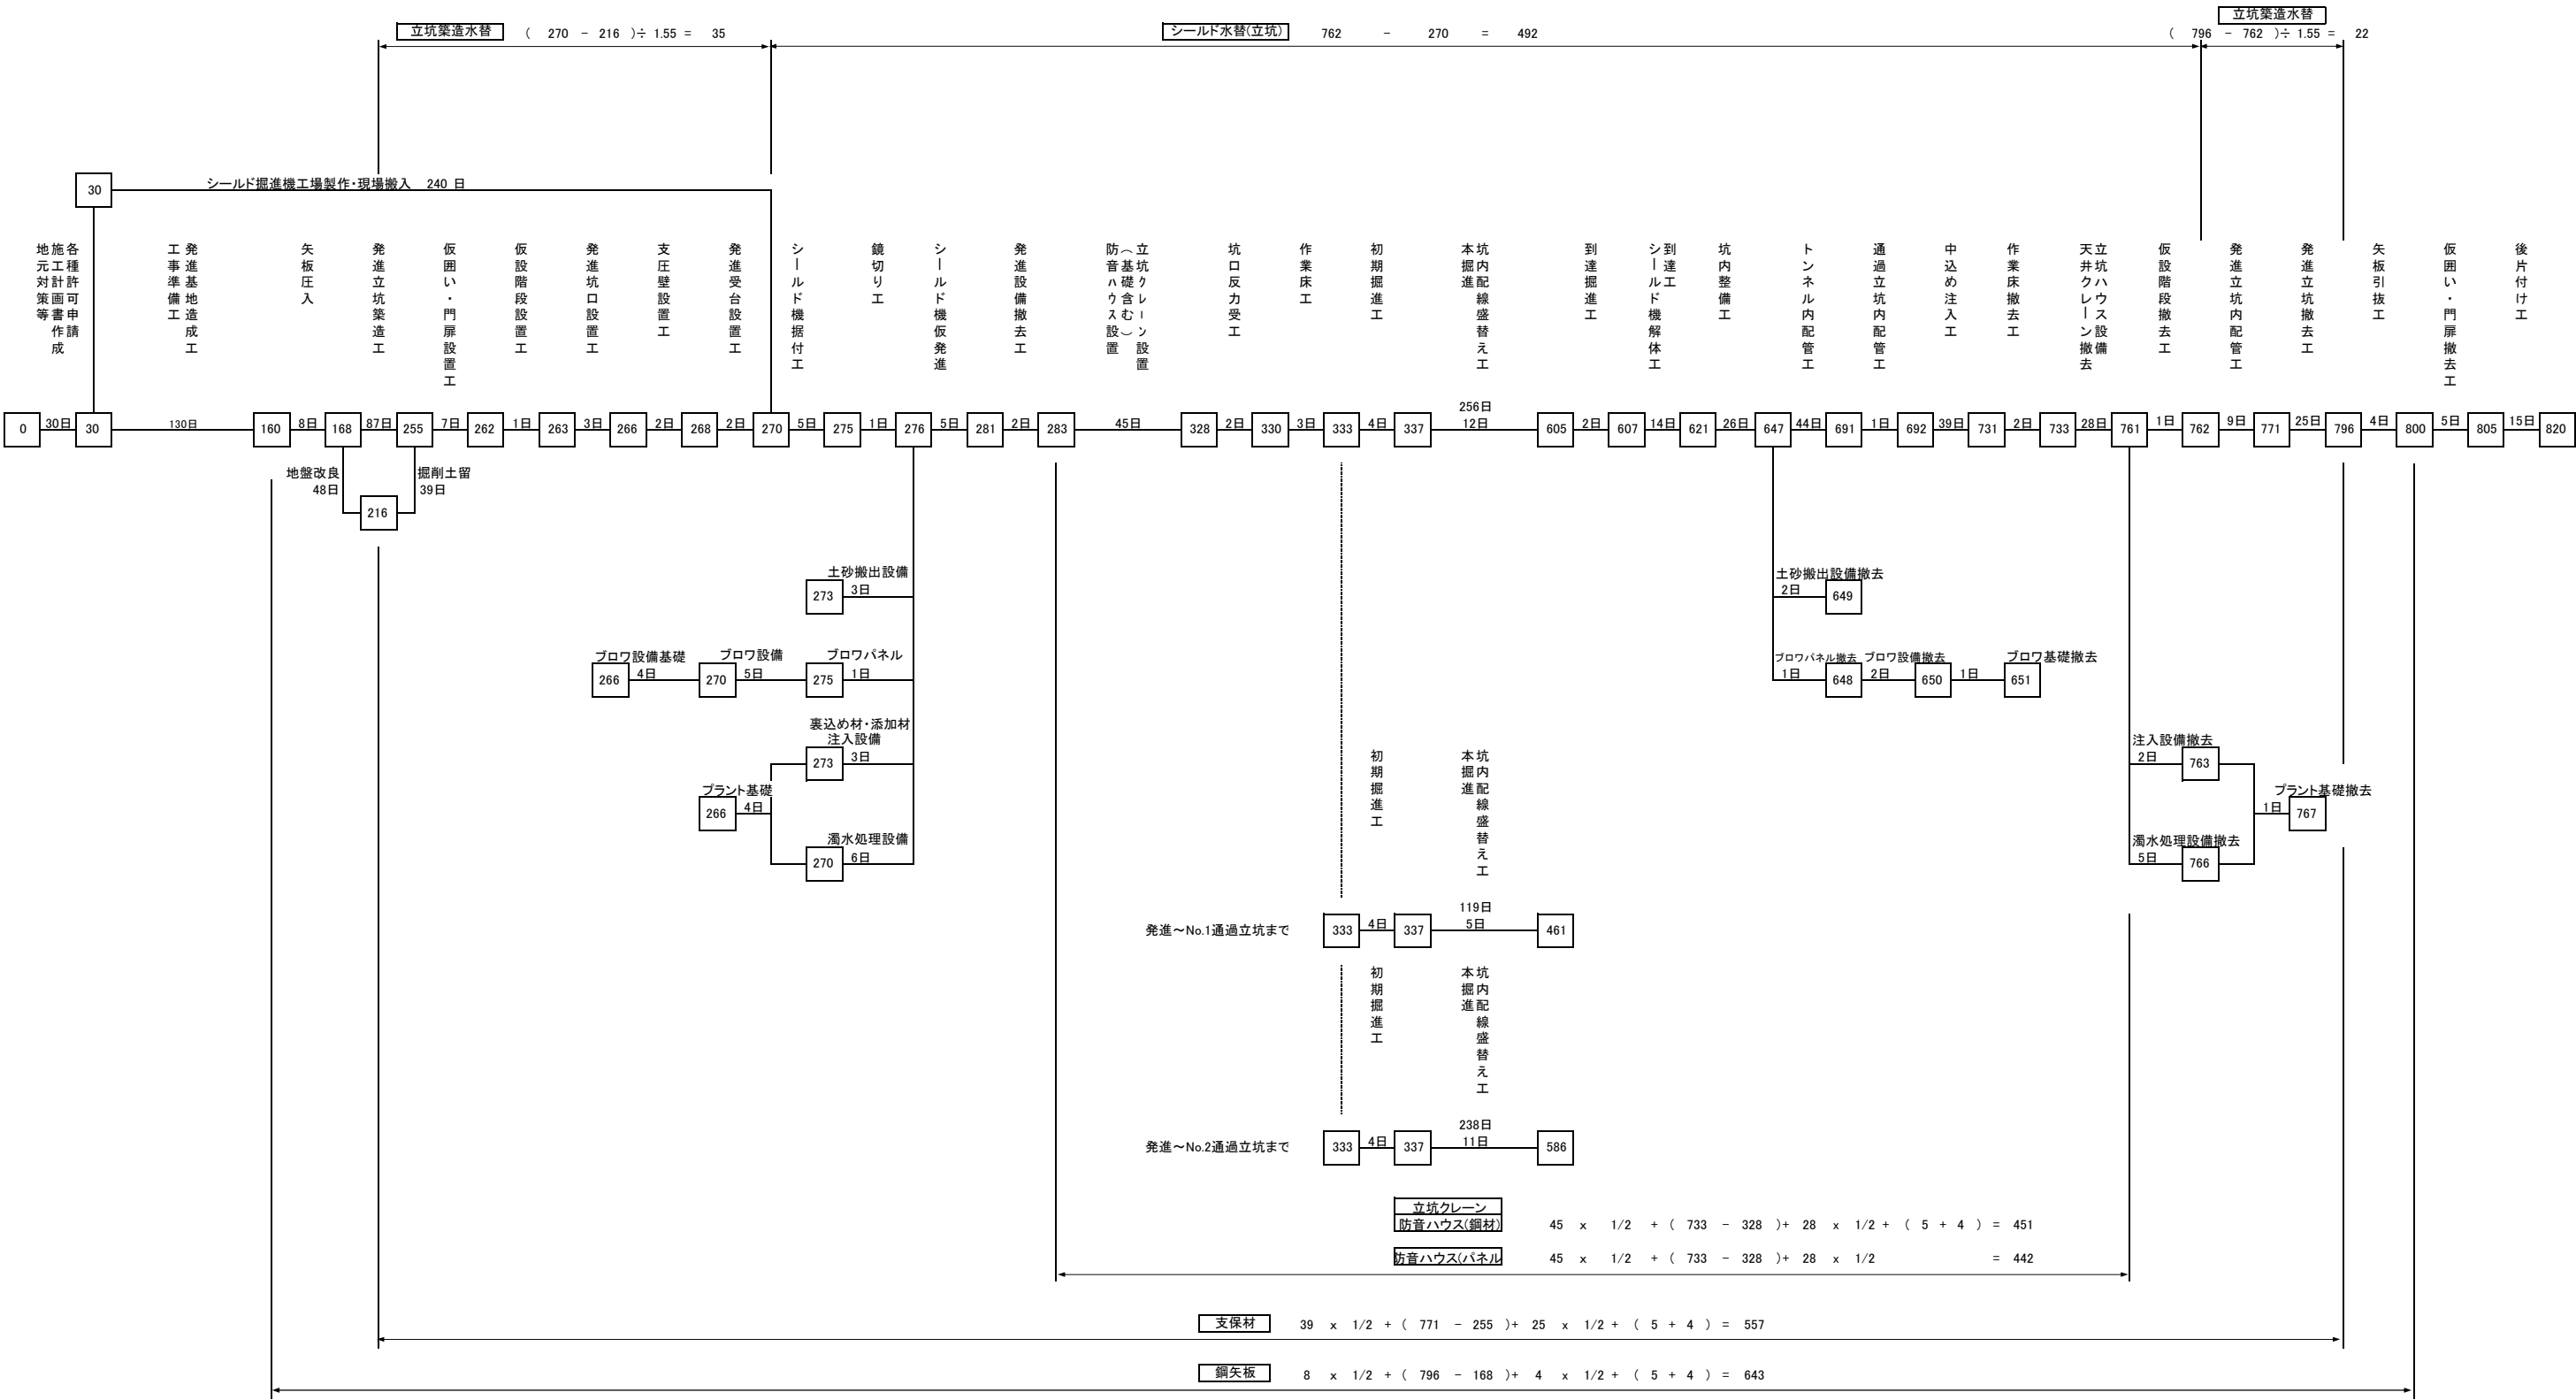 立坑築造水替 ( 270 － 216 )÷ 1.55 = 35
シールド水替(立坑) 762 － 270 = 492
立坑築造水替
( 796 － 762 )÷ 1.55 = 22
30
シールド掘進機工場製作・現場搬入 240 日
各種許可申請
施工計画書作成
地元対策等
発進基地造成工
工事準備工
矢板圧入
発進立坑築造工
仮囲い・門扉設置工
仮設階段設置工
発進坑口設置工
支圧壁設置工
発進受台設置工
シールド機据付工
鏡切り工
シールド機仮発進
発進設備撤去工
立坑クレーン設置
（基礎含む）
防音ハウス設置
坑口反力受工
作業床工
初期掘進工
坑内配線盛替え工
本掘進
到達掘進工
到達工
シールド機解体工
坑内整備工
トンネル内配管工
通過立坑内配管工
中込め注入工
作業床撤去工
立坑ハウス設備
天井クレーン撤去
仮設階段撤去工
発進立坑内配管工
発進立坑撤去工
矢板引抜工
仮囲い・門扉撤去工
後片付け工
256日
0 30日 30 130日 160 8日 168 87日 255 7日 262 1日 263 3日 266 2日 268 2日 270 5日 275 1日 276 5日 281 2日 283 45日 328 2日 330 3日 333 4日 337 12日 605 2日 607 14日 621 26日 647 44日 691 1日 692 39日 731 2日 733 28日 761 1日 762 9日 771 25日 796 4日 800 5日 805 15日 820
地盤改良 掘削土留
48日 39日
216
土砂搬出設備
273 3日
土砂搬出設備撤去
2日 649
ブロワ設備基礎 ブロワ設備 ブロワパネル
266 4日 270 5日 275 1日
ブロワパネル撤去 ブロワ設備撤去 ブロワ基礎撤去
1日 648 2日 650 1日 651
裏込め材・添加材
注入設備
273 3日
プラント基礎
266 4日
濁水処理設備
270 6日
注入設備撤去
2日 763
プラント基礎撤去
1日 767
濁水処理設備撤去
5日 766
初期掘進工
坑内配線盛替え工
本掘進
119日
発進～No.1通過立坑まで 333 4日 337 5日 461
初期掘進工
坑内配線盛替え工
本掘進
238日
発進～No.2通過立坑まで 333 4日 337 11日 586
立坑クレーン
防音ハウス(鋼材) 45 x 1/2 + ( 733 － 328 )+ 28 x 1/2 + ( 5 + 4 ) = 451
防音ハウス(パネル 45 x 1/2 + ( 733 － 328 )+ 28 x 1/2 = 442
支保材 39 x 1/2 + ( 771 － 255 )+ 25 x 1/2 + ( 5 + 4 ) = 557
鋼矢板 8 x 1/2 + ( 796 － 168 )+ 4 x 1/2 + ( 5 + 4 ) = 643